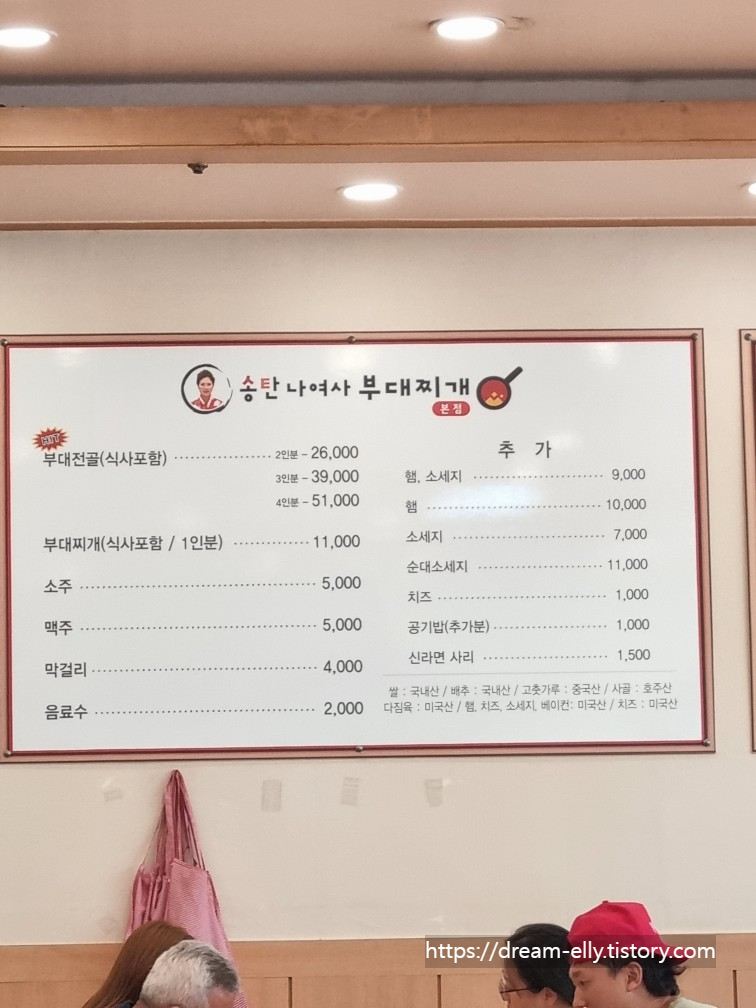 송탄 나여사 부대찌개
본점
HIT
부대전골(식사포함) 2인분 - 26,000
3인분 - 39,000
4인분 - 51,000
부대찌개(식사포함 / 1인분) 11,000
소주 5,000
맥주 5,000
막걸리 4,000
음료수 2,000
추 가
햄, 소세지 9,000
햄 10,000
소세지 7,000
순대소세지 11,000
치즈 1,000
공기밥(추가분) 1,000
신라면 사리 1,500
쌀 : 국내산 / 배추 : 국내산 / 고춧가루 : 중국산 / 사골 : 호주산
다짐육 : 미국산 / 햄, 치즈, 소세지, 베이컨: 미국산 / 치즈 : 미국산
https://dream-elly.tistory.com